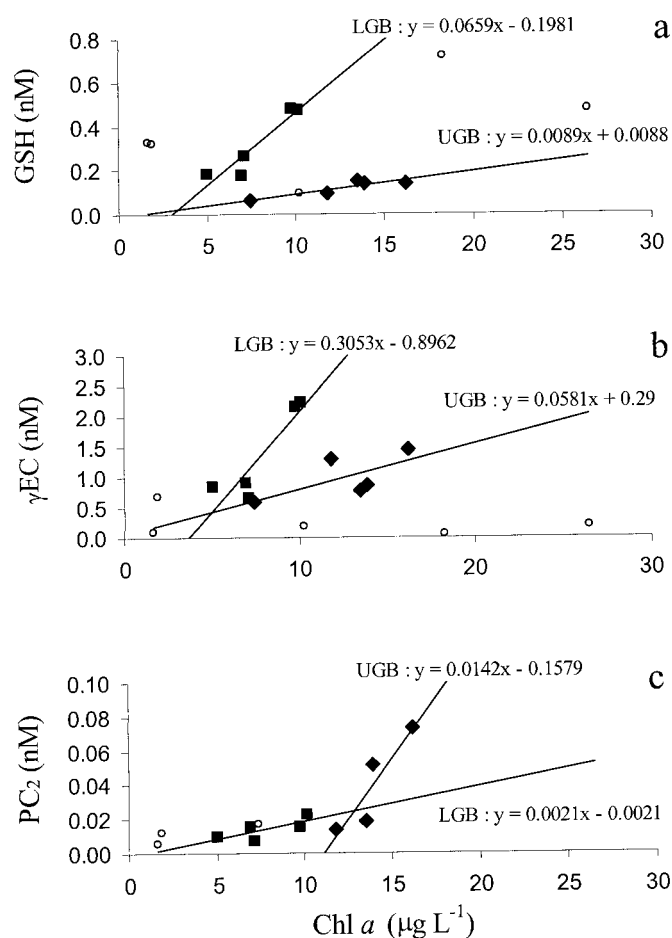 LGB : y = 0.0659x - 0.1981
a
0.8
0.6
0.4
0.2
0.0
GSH (nM)
UGB : y = 0.0089x + 0.0088
0 5 10 15 20 25 30
LGB : y = 0.3053x - 0.8962
b
3.0
2.5
2.0
1.5
1.0
0.5
0.0
γEC (nM)
UGB : y = 0.0581x + 0.29
0 10 20 30
UGB : y = 0.0142x - 0.1579
c
0.10
0.08
0.06
0.04
0.02
0.00
PC₂ (nM)
LGB : y = 0.0021x - 0.0021
0 5 10 15 20 25 30
Chl a (μg L⁻¹)